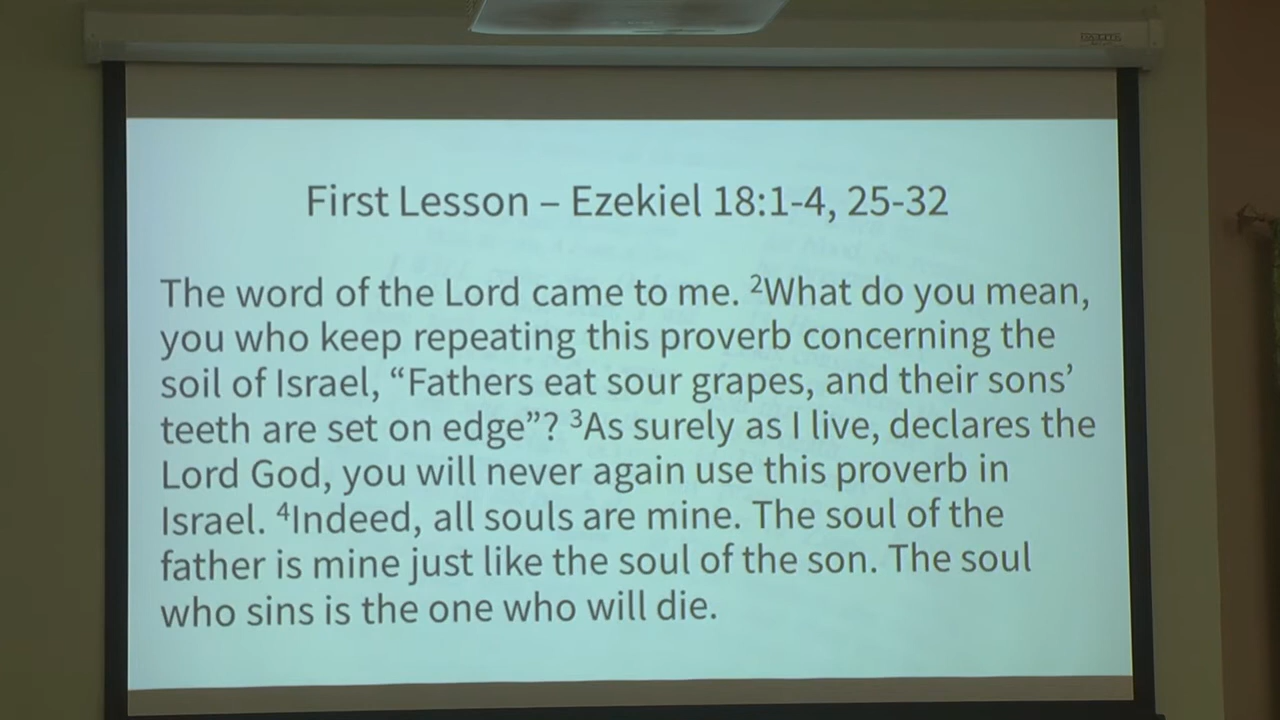 First Lesson – Ezekiel 18:1-4, 25-32
The word of the Lord came to me. ²What do you mean,
you who keep repeating this proverb concerning the
soil of Israel, “Fathers eat sour grapes, and their sons’
teeth are set on edge”? ³As surely as I live, declares the
Lord God, you will never again use this proverb in
Israel. ⁴Indeed, all souls are mine. The soul of the
father is mine just like the soul of the son. The soul
who sins is the one who will die.